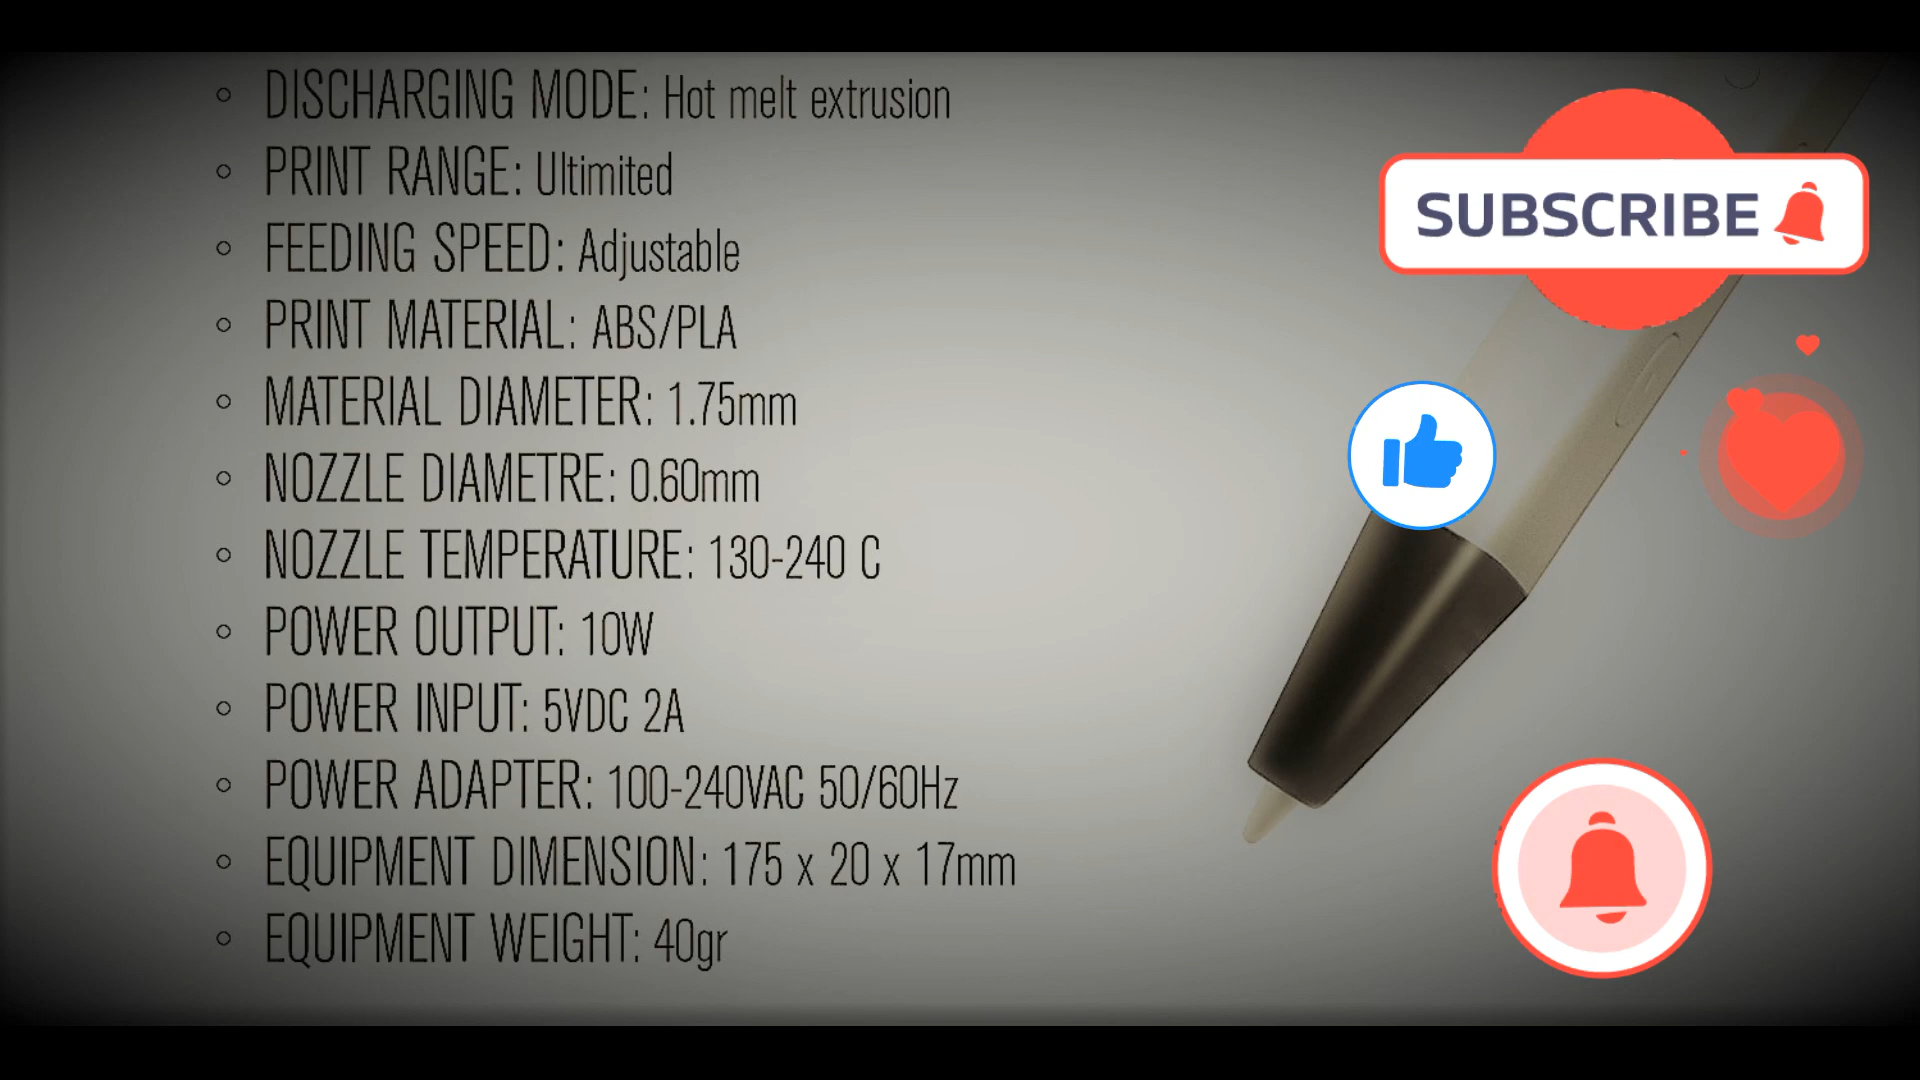 DISCHARGING MODE: Hot melt extrusion
PRINT RANGE: Ultimited
FEEDING SPEED: Adjustable
PRINT MATERIAL: ABS/PLA
MATERIAL DIAMETER: 1.75mm
NOZZLE DIAMETRE: 0.60mm
NOZZLE TEMPERATURE: 130-240 C
POWER OUTPUT: 10W
POWER INPUT: 5VDC 2A
POWER ADAPTER: 100-240VAC 50/60Hz
EQUIPMENT DIMENSION: 175 x 20 x 17mm
EQUIPMENT WEIGHT: 40gr
SUBSCRIBE